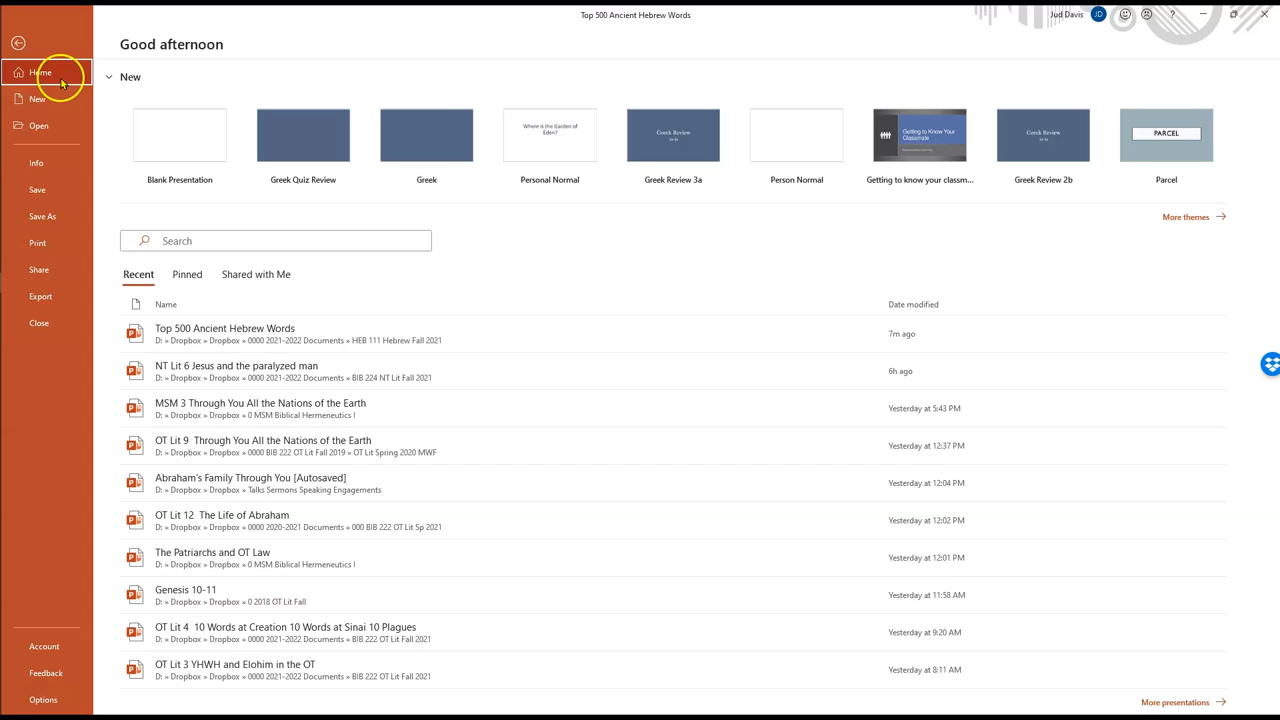 Top 500 Ancient Hebrew Words
Jud Davis
JD
?
Good afternoon
Home
New
Open
Info
Save
Save As
Print
Share
Export
Close
Account
Feedback
Options
New
Where is the Garden of
Eden?
Greek Review
Getting to Know Your
Classmate
Greek Review
PARCEL
Blank Presentation
Greek Quiz Review
Greek
Personal Normal
Greek Review 3a
Person Normal
Getting to know your classm...
Greek Review 2b
Parcel
More themes
Search
Recent
Pinned
Shared with Me
Name
Date modified
Top 500 Ancient Hebrew Words
7m ago
D: » Dropbox » Dropbox » 0000 2021-2022 Documents » HEB 111 Hebrew Fall 2021
NT Lit 6 Jesus and the paralyzed man
6h ago
D: » Dropbox » Dropbox » 0000 2021-2022 Documents » BIB 224 NT Lit Fall 2021
MSM 3 Through You All the Nations of the Earth
Yesterday at 5:43 PM
D: » Dropbox » Dropbox » 0 MSM Biblical Hermeneutics I
OT Lit 9  Through You All the Nations of the Earth
Yesterday at 12:37 PM
D: » Dropbox » Dropbox » 0000 BIB 222 OT Lit Fall 2019 » OT Lit Spring 2020 MWF
Abraham's Family Through You [Autosaved]
Yesterday at 12:04 PM
D: » Dropbox » Dropbox » Talks Sermons Speaking Engagements
OT Lit 12  The Life of Abraham
Yesterday at 12:02 PM
D: » Dropbox » Dropbox » 0000 2020-2021 Documents » 000 BIB 222 OT Lit Sp 2021
The Patriarchs and OT Law
Yesterday at 12:01 PM
D: » Dropbox » Dropbox » 0 MSM Biblical Hermeneutics I
Genesis 10-11
Yesterday at 11:58 AM
D: » Dropbox » Dropbox » 0 2018 OT Lit Fall
OT Lit 4  10 Words at Creation 10 Words at Sinai 10 Plagues
Yesterday at 9:20 AM
D: » Dropbox » Dropbox » 0000 2021-2022 Documents » BIB 222 OT Lit Fall 2021
OT Lit 3 YHWH and Elohim in the OT
Yesterday at 8:11 AM
D: » Dropbox » Dropbox » 0000 2021-2022 Documents » BIB 222 OT Lit Fall 2021
More presentations